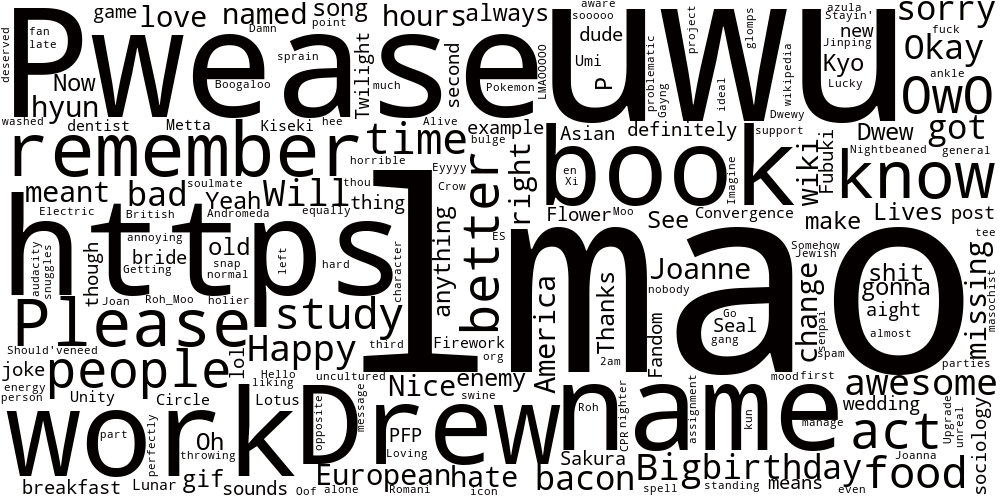 deserved
fan
late
game
love
named
Damn
song
point
hours
always
aware
sooooo
project
azula
Stayin'
sorry
fuck
Pwease
uwu
sprain
Twilight
second
LMAOOOOO
dude
Umi
P
problematic
glomps
new
Jinping
Kyo
Lucky
Okay
ankle
Now
hyun
Boogaloo
much
Pokemon
Gayng
ideal
wikipedia
Dwewy
OwO
washed
dentist
Metta
Kiseki
hee
time
Alive
example
bulge
Asian
definitely
support
Dwew
got
general
remember
horrible
Eyyyy
right
book
en
Xi
Imagine
Wiki
Fubuki
Nightbeaned
know
meant
bad
soulmate
Yeah
Will
thou
thing
Crow
better
Electric
British
Andromeda
equally
Flower
Moo
See
Convergence
make
Lives
post
https
annoying
old
left
hard
character
anything
ES
lmao
Somehow
Jewish
tee
audacity
snuggles
though
bride
Getting
snap
normal
America
Thanks
Joanne
nobody
shit
gonna
aight
missing
masochist
Joan
Roh_Moo
holier
study
Go
Seal
gang
change
senpai
almost
Please
third
Firework
org
Fandom
Should'veneed
lol
Happy
2am
spam
parties
joke
people
Hello
liking
uncultured
Nice
enemy
swine
mood
first
awesome
energy
person
Unity
Circle
Lotus
opposite
message
Roh
nighter
CPR
assignment
kun
manage
wedding
Upgrade
unreal
work
part
perfectly
Oh
throwing
Drew
PFP
Loving
name
act
Joanna
sociology
breakfast
Lunar
gif
sounds
Oof
European
alone
Romani
hate
icon
Sakura
bacon
Big
spell
birthday
standing
means
even
food